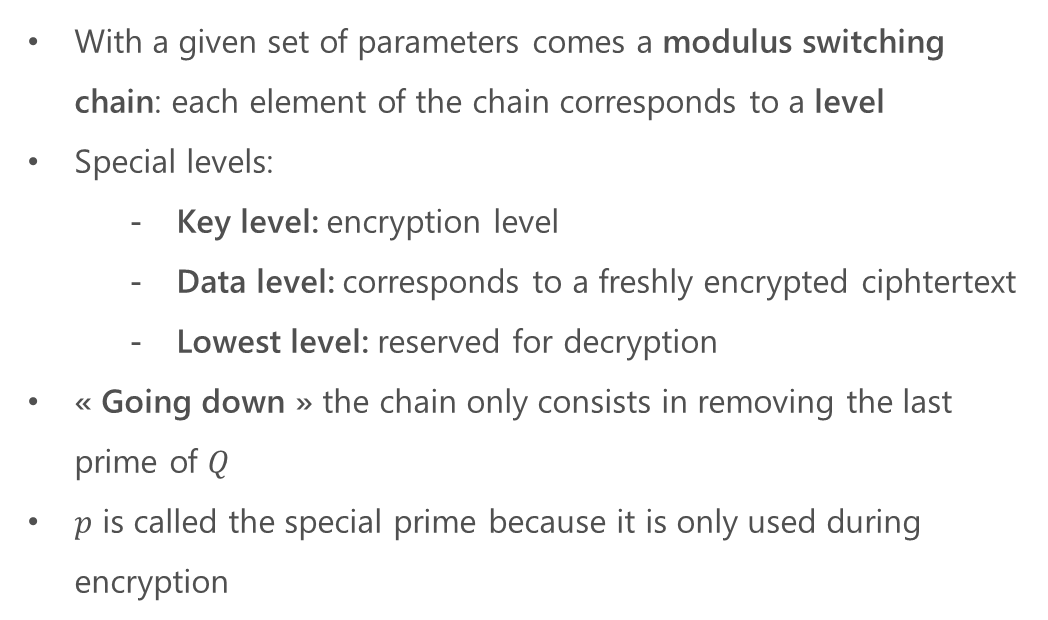 • With a given set of parameters comes a modulus switching
chain: each element of the chain corresponds to a level
• Special levels:
- Key level: encryption level
- Data level: corresponds to a freshly encrypted ciphtertext
- Lowest level: reserved for decryption
• « Going down » the chain only consists in removing the last
prime of Q
• p is called the special prime because it is only used during
encryption